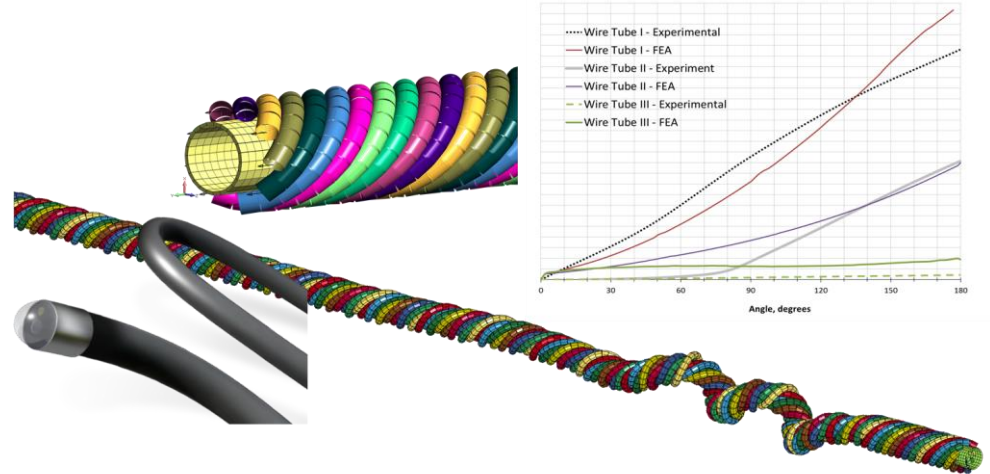 Wire Tube I - Experimental
Wire Tube I - FEA
Wire Tube II - Experiment
Wire Tube II - FEA
Wire Tube III - Experimental
Wire Tube III - FEA
0 30 60 90 120 150 180
Angle, degrees